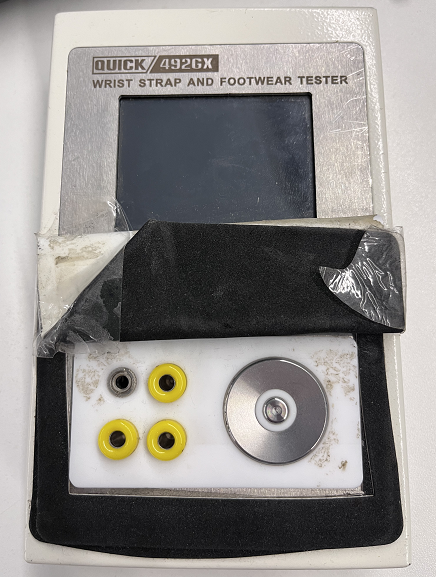 QUICK/492GX
WRIST STRAP AND FOOTWEAR TESTER